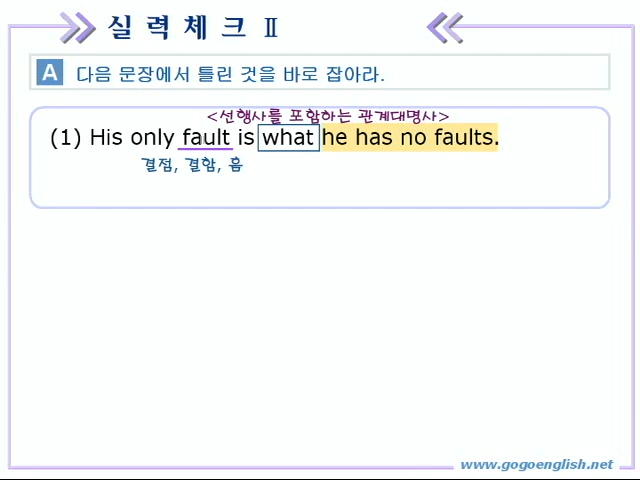 실 력 체 크 Ⅱ
A 다음 문장에서 틀린 것을 바로 잡아라.
<선행사를 포함하는 관계대명사>
(1) His only fault is what he has no faults.
결점, 결함, 흠
www.gogoenglish.net